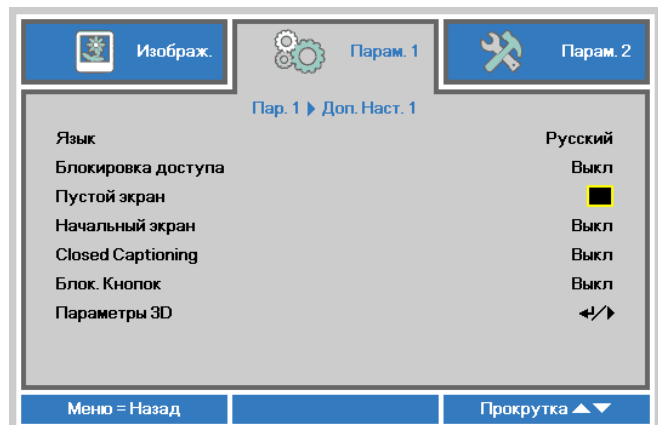 Изображ. Парам. 1 Парам. 2
Пар. 1 Доп. Наст. 1
Язык Русский
Блокировка доступа Выкл
Пустой экран
Начальный экран Выкл
Closed Captioning Выкл
Блок. Кнопок Выкл
Параметры 3D
Меню = Назад Прокрутка